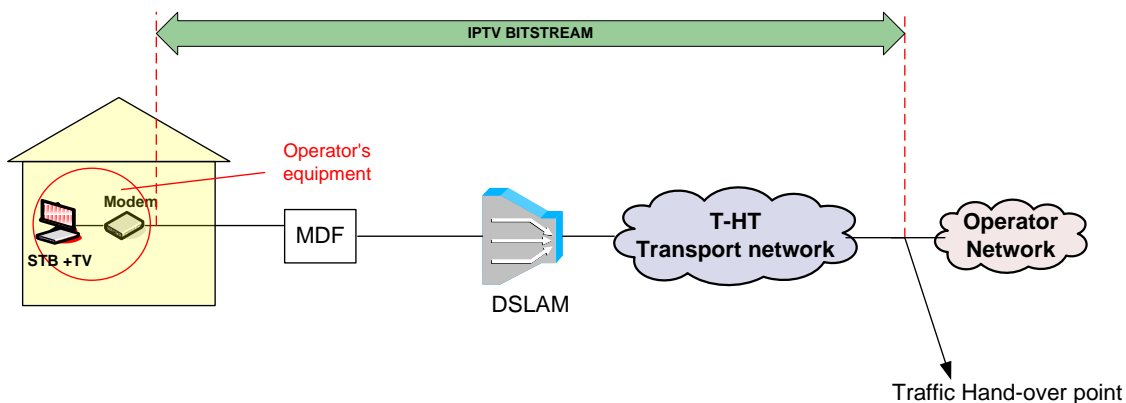 IPTV BITSTREAM
Operator's
equipment
Modem
STB +TV
MDF
DSLAM
T-HT
Transport network
Operator
Network
Traffic Hand-over point